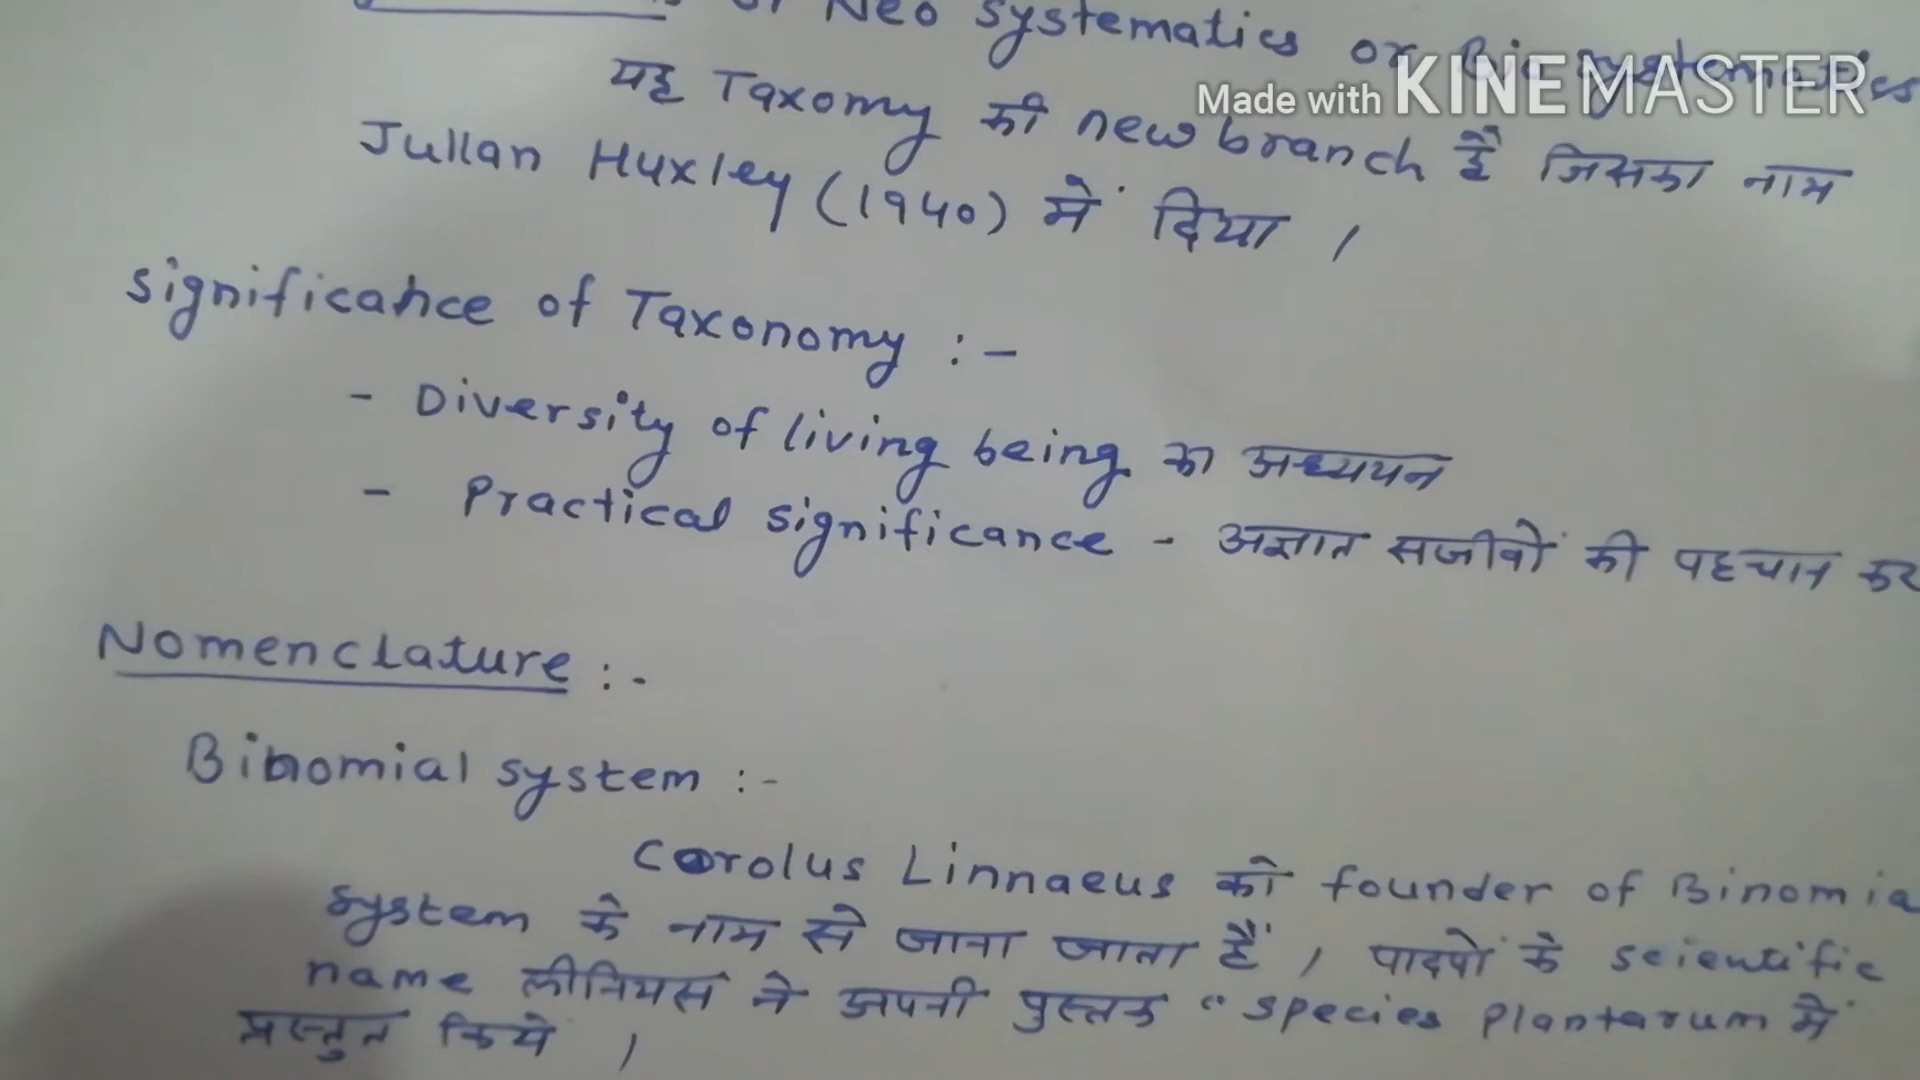 Neo systematics or Bio systematics
Made with KINEMASTER
यह Taxomy की new branch है जिसका नाम
Jullan Huxley (1940) में दिया ।
significance of Taxonomy :-
- Diversity of living being का अध्ययन
- Practical significance - अज्ञात सजीवों की पहचान कर
Nomenclature :-
Binomial system :-
Carolus Linnaeus को founder of Binomia
system के नाम से जाना जाता है । पादपों के scientific
name लीनियस ने अपनी पुस्तक " species plantarum में
प्रस्तुत किये ।